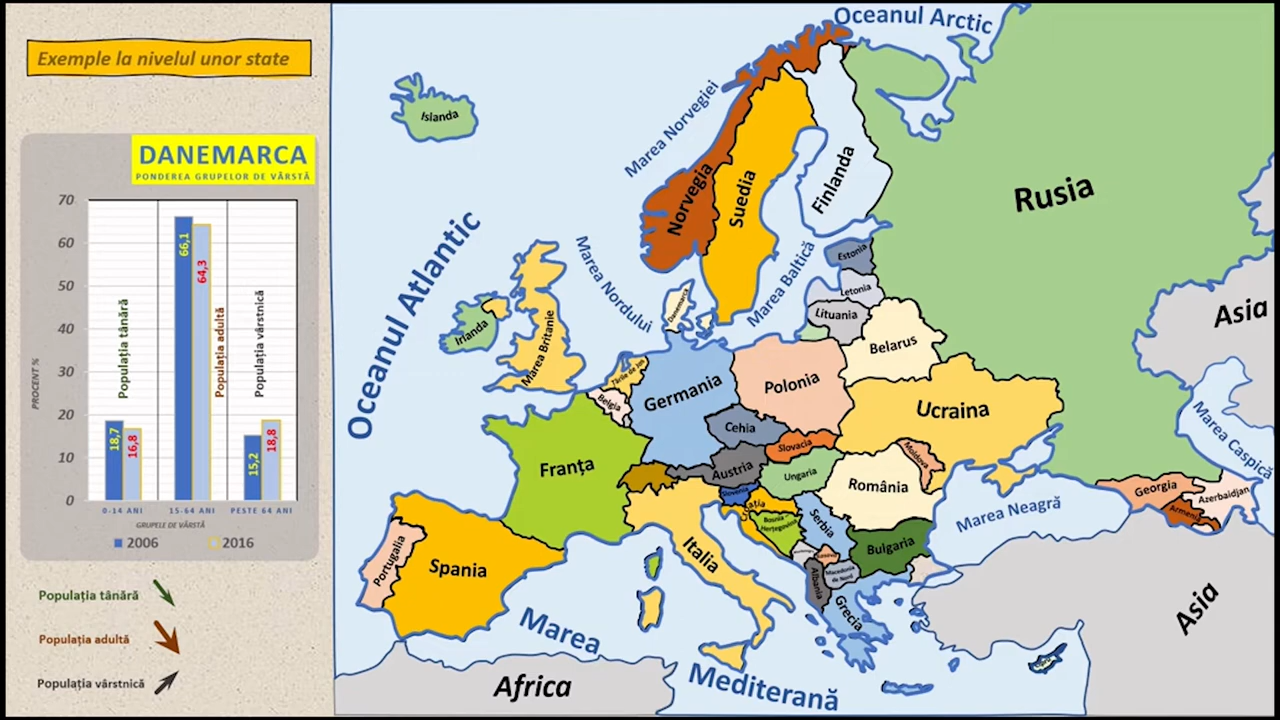 Exemple la nivelul unor state
DANEMARCA
PONDEREA GRUPELOR DE VÂRSTĂ
70
60
50
40
30
20
10
0
PROCENT %
18,7
16,8
Populația tânără
66,1
64,3
Populația adultă
15,2
18,8
Populația vârstnică
0-14 ANI
15-64 ANI
PESTE 64 ANI
GRUPELE DE VÂRSTĂ
2006
2016
Populația tânără
Populația adultă
Populația vârstnică
Oceanul Arctic
Islanda
Marea Norvegiei
Norvegia
Suedia
Finlanda
Rusia
Oceanul Atlantic
Marea Nordului
Marea Baltică
Estonia
Letonia
Lituania
Danemarca
Irlanda
Marea Britanie
Belarus
Asia
Țările de Jos
Belgia
Germania
Polonia
Ucraina
Cehia
Slovacia
Moldova
Marea Caspică
Franța
Austria
Ungaria
România
Slovenia
Georgia
Azerbaidjan
Armenia
Bosnia
Herțegovina
Serbia
Marea Neagră
Portugalia
Spania
Italia
Bulgaria
Macedonia
de Nord
Albania
Grecia
Asia
Marea
Mediterană
Africa
Cipru